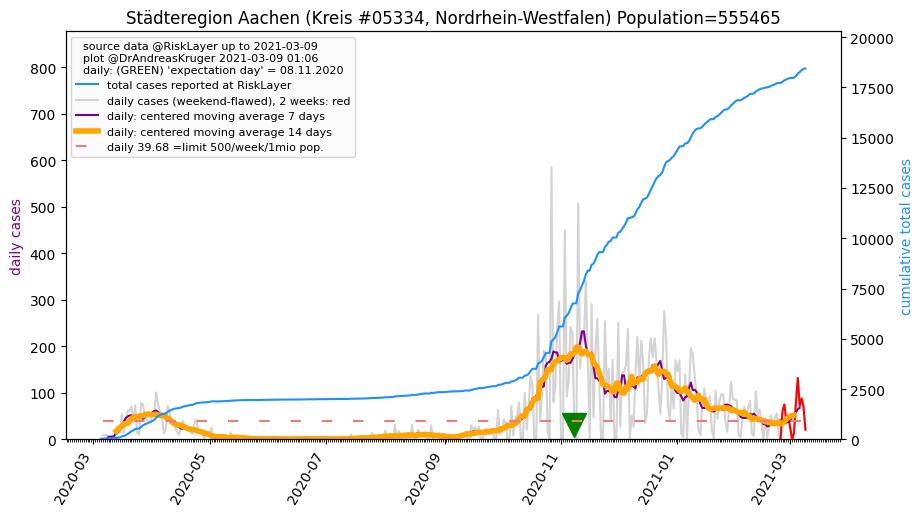 Städteregion Aachen (Kreis #05334, Nordrhein-Westfalen) Population=555465
source data @RiskLayer up to 2021-03-09
plot @DrAndreasKruger 2021-03-09 01:06
daily: (GREEN) 'expectation day' = 08.11.2020
total cases reported at RiskLayer
daily cases (weekend-flawed), 2 weeks: red
daily: centered moving average 7 days
daily: centered moving average 14 days
daily 39.68 =limit 500/week/1mio pop.
daily cases
800
700
600
500
400
300
200
100
0
20000
17500
15000
12500
10000
7500
5000
2500
0
cumulative total cases
2020-03
2020-05
2020-07
2020-09
2020-11
2021-01
2021-03